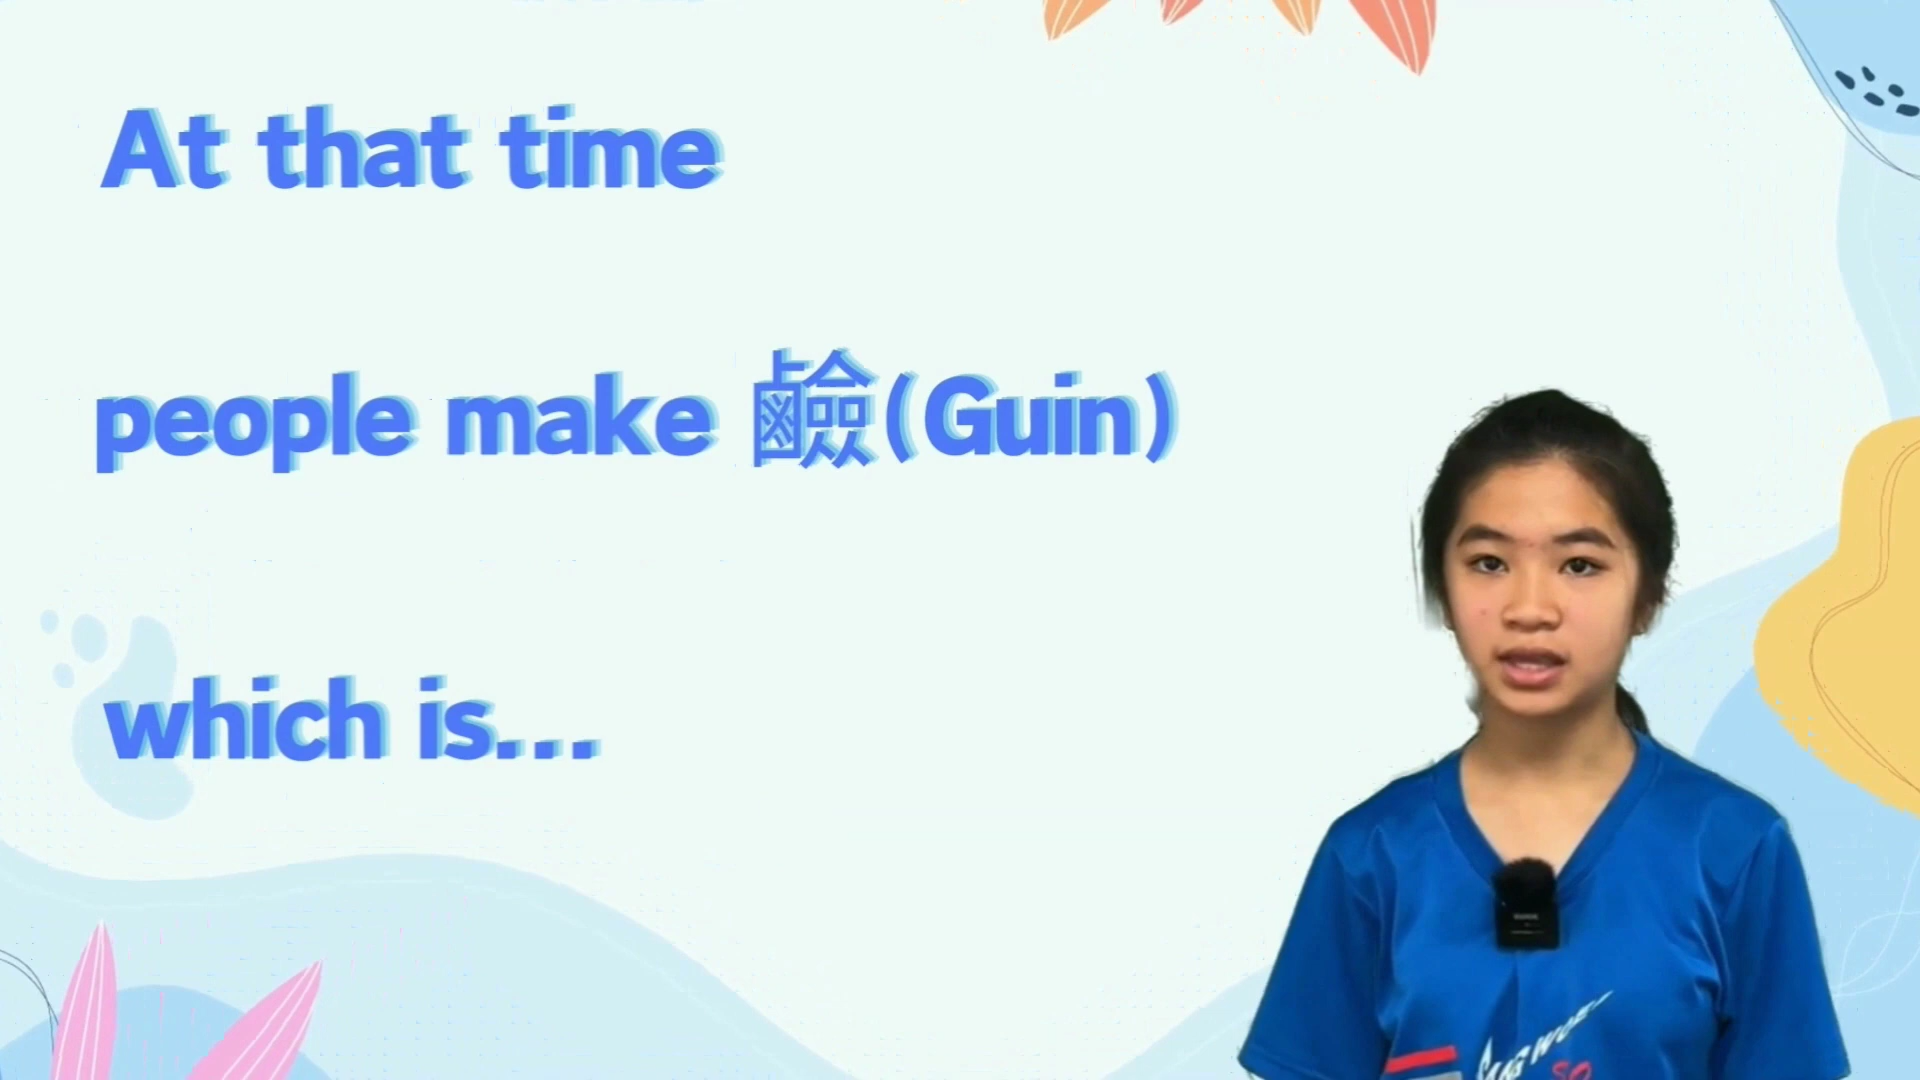 At that time
people make 鹼(Guin)
which is...